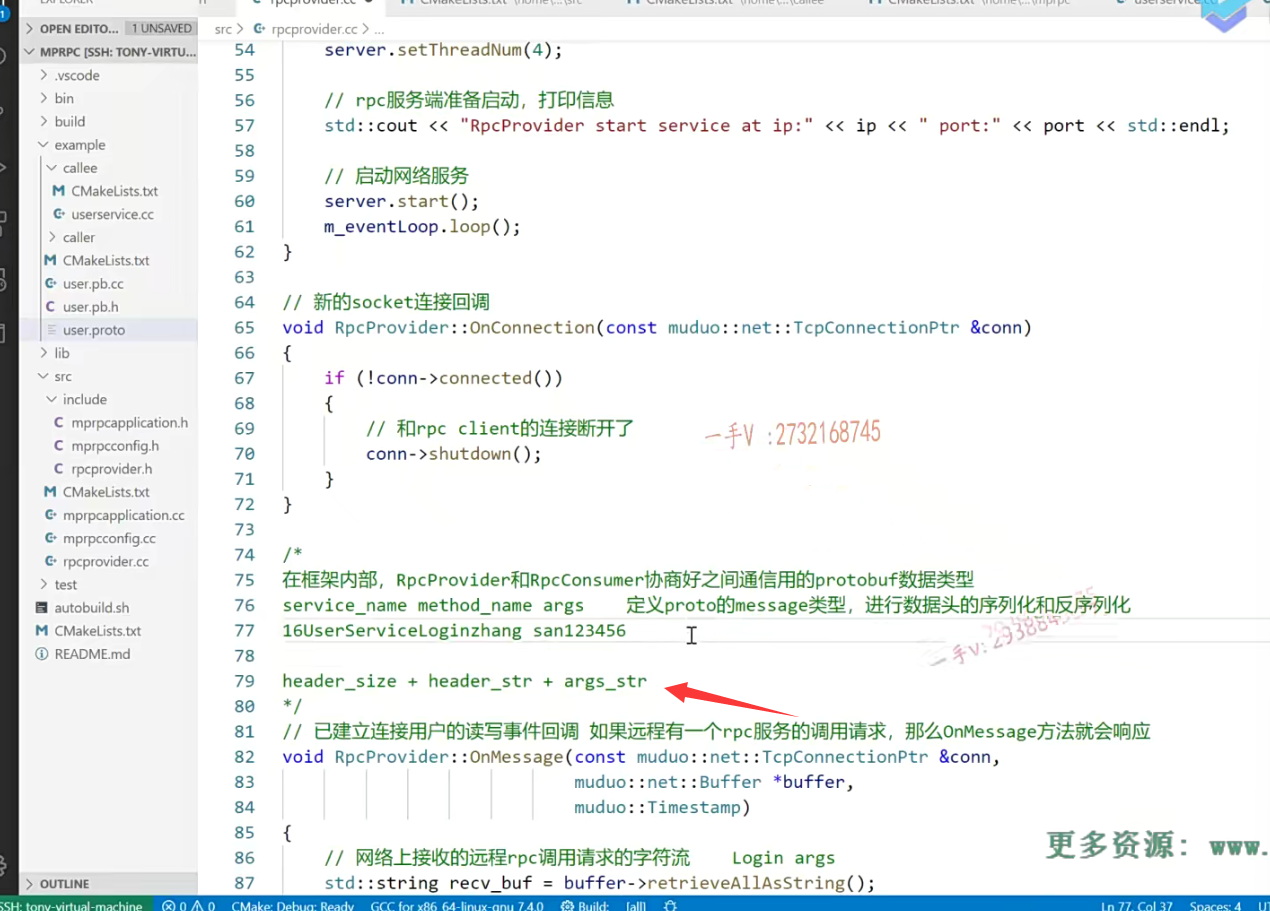 rpcprovider.cc
src > rpcprovider.cc > ...
OPEN EDITO... 1 UNSAVED
MPRPC [SSH: TONY-VIRTU...
.vscode
bin
build
example
callee
CMakeLists.txt
userservice.cc
caller
CMakeLists.txt
user.pb.cc
user.pb.h
user.proto
lib
src
include
mprpcapplication.h
mprpcconfig.h
rpcprovider.h
CMakeLists.txt
mprpcapplication.cc
mprpcconfig.cc
rpcprovider.cc
test
autobuild.sh
CMakeLists.txt
README.md
OUTLINE
54 server.setThreadNum(4);
55
56 // rpc服务端准备启动，打印信息
57 std::cout << "RpcProvider start service at ip:" << ip << " port:" << port << std::endl;
58
59 // 启动网络服务
60 server.start();
61 m_eventLoop.loop();
62 }
63
64 // 新的socket连接回调
65 void RpcProvider::OnConnection(const muduo::net::TcpConnectionPtr &conn)
66 {
67 if (!conn->connected())
68 {
69 // 和rpc client的连接断开了
70 conn->shutdown();
71 }
72 }
73
74 /*
75 在框架内部，RpcProvider和RpcConsumer协商好之间通信用的protobuf数据类型
76 service_name method_name args 定义proto的message类型，进行数据头的序列化和反序列化
77 16UserServiceLoginzhang san123456
78
79 header_size + header_str + args_str
80 */
81 // 已建立连接用户的读写事件回调 如果远程有一个rpc服务的调用请求，那么OnMessage方法就会响应
82 void RpcProvider::OnMessage(const muduo::net::TcpConnectionPtr &conn,
83 muduo::net::Buffer *buffer,
84 muduo::Timestamp)
85 {
86 // 网络上接收的远程rpc调用请求的字符流 Login args
87 std::string recv_buf = buffer->retrieveAllAsString();
一手V :2732168745
更多资源：www.
SSH: tony-virtual-machine 0 0 CMake: Debug: Ready GCC for x86_64-linux-gnu 7.4.0 Build: [all] Ln 77, Col 37 Spaces: 4